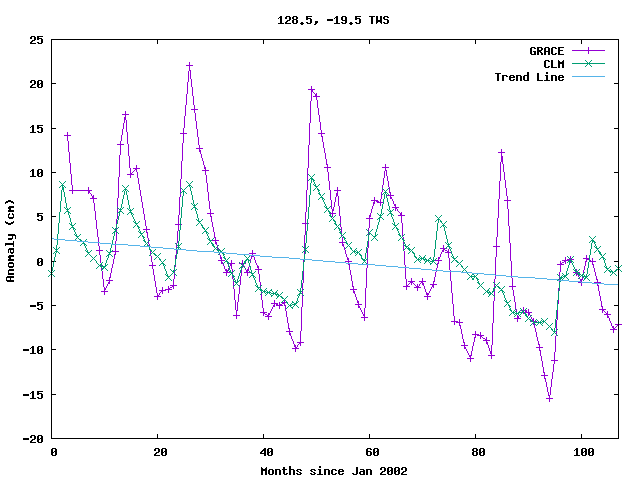 128.5, -19.5 TWS
GRACE
CLM
Trend Line
25
20
15
10
5
0
-5
-10
-15
-20
Anomaly (cm)
0 20 40 60 80 100
Months since Jan 2002